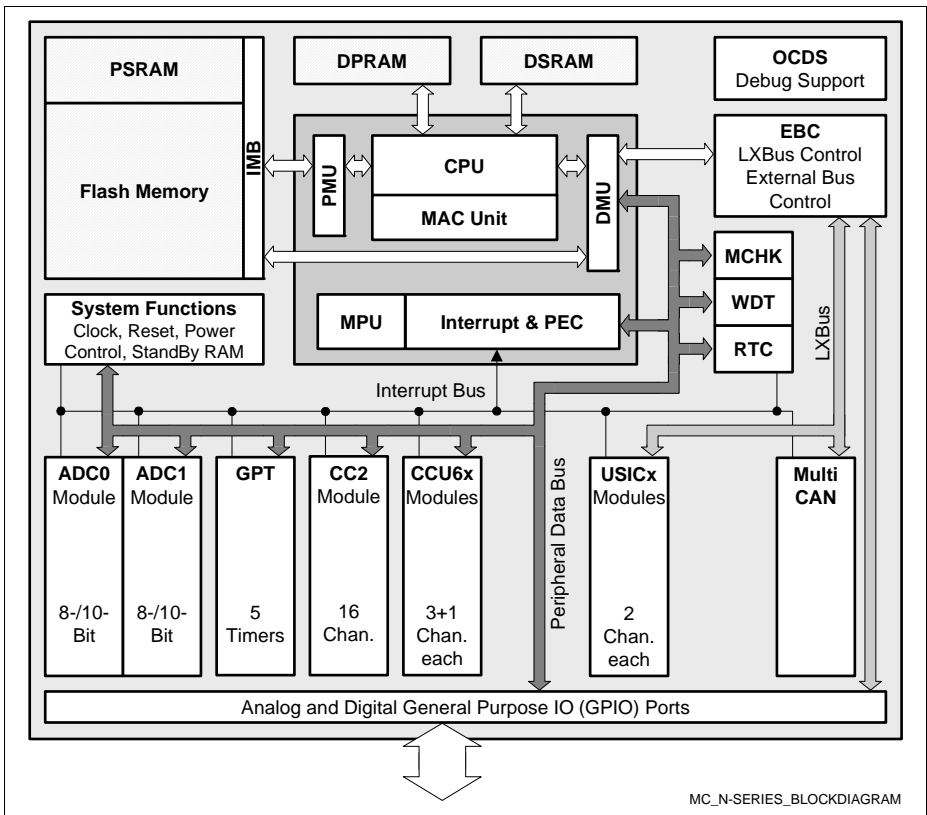 PSRAM
Flash Memory
IMB
DPRAM
DSRAM
OCDS
Debug Support
PMU
CPU
MAC Unit
DMU
EBC
LXBus Control
External Bus
Control
MCHK
WDT
RTC
System Functions
Clock, Reset, Power
Control, StandBy RAM
MPU
Interrupt & PEC
Interrupt Bus
LXBus
ADC0
Module
8-/10-
Bit
ADC1
Module
8-/10-
Bit
GPT
5
Timers
CC2
Module
16
Chan.
CCU6x
Modules
3+1
Chan.
each
Peripheral Data Bus
USICx
Modules
2
Chan.
each
Multi
CAN
Analog and Digital General Purpose IO (GPIO) Ports
MC_N-SERIES_BLOCKDIAGRAM